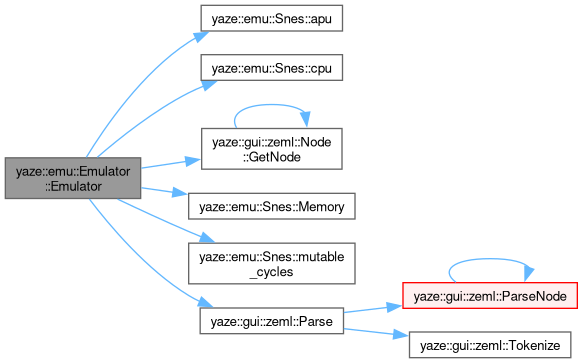 yaze::emu::Snes::apu
yaze::emu::Snes::cpu
yaze::gui::zeml::Node
::GetNode
yaze::emu::Emulator
::Emulator
yaze::emu::Snes::Memory
yaze::emu::Snes::mutable
_cycles
yaze::gui::zeml::ParseNode
yaze::gui::zeml::Parse
yaze::gui::zeml::Tokenize